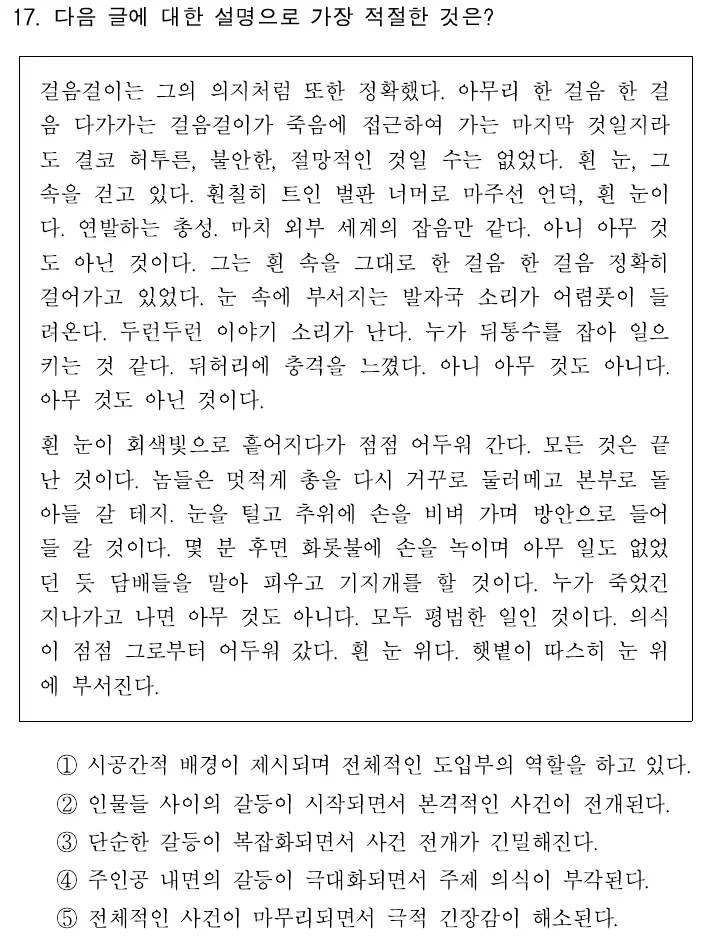 17. 다음 글에 대한 설명으로 가장 적절한 것은?
걸음걸이는 그의 의지처럼 또한 정확했다. 아무리 한 걸음 한 걸
음 다가가는 걸음걸이가 죽음에 접근하여 가는 마지막 것일지라
도 결코 허투른, 불안한, 절망적인 것일 수는 없었다. 흰 눈, 그
속을 걷고 있다. 훤칠히 트인 벌판 너머로 마주선 언덕, 흰 눈이
다. 연발하는 총성. 마치 외부 세계의 잡음만 같다. 아니 아무 것
도 아닌 것이다. 그는 흰 속을 그대로 한 걸음 한 걸음 정확히
걸어가고 있었다. 눈 속에 부서지는 발자국 소리가 어렴풋이 들
려온다. 두런두런 이야기 소리가 난다. 누가 뒤통수를 잡아 일으
키는 것 같다. 뒤허리에 충격을 느꼈다. 아니 아무 것도 아니다.
아무 것도 아닌 것이다.
흰 눈이 회색빛으로 흩어지다가 점점 어두워 간다. 모든 것은 끝
난 것이다. 놈들은 멋적게 총을 다시 거꾸로 둘러메고 본부로 돌
아들 갈 테지. 눈을 털고 추위에 손을 비벼 가며 방안으로 들어
들 갈 것이다. 몇 분 후면 화롯불에 손을 녹이며 아무 일도 없었
던 듯 담배들을 말아 피우고 기지개를 할 것이다. 누가 죽었건
지나가고 나면 아무 것도 아니다. 모두 평범한 일인 것이다. 의식
이 점점 그로부터 어두워 갔다. 흰 눈 위다. 햇볕이 따스히 눈 위
에 부서진다.
① 시공간적 배경이 제시되며 전체적인 도입부의 역할을 하고 있다.
② 인물들 사이의 갈등이 시작되면서 본격적인 사건이 전개된다.
③ 단순한 갈등이 복잡화되면서 사건 전개가 긴밀해진다.
④ 주인공 내면의 갈등이 극대화되면서 주제 의식이 부각된다.
⑤ 전체적인 사건이 마무리되면서 극적 긴장감이 해소된다.